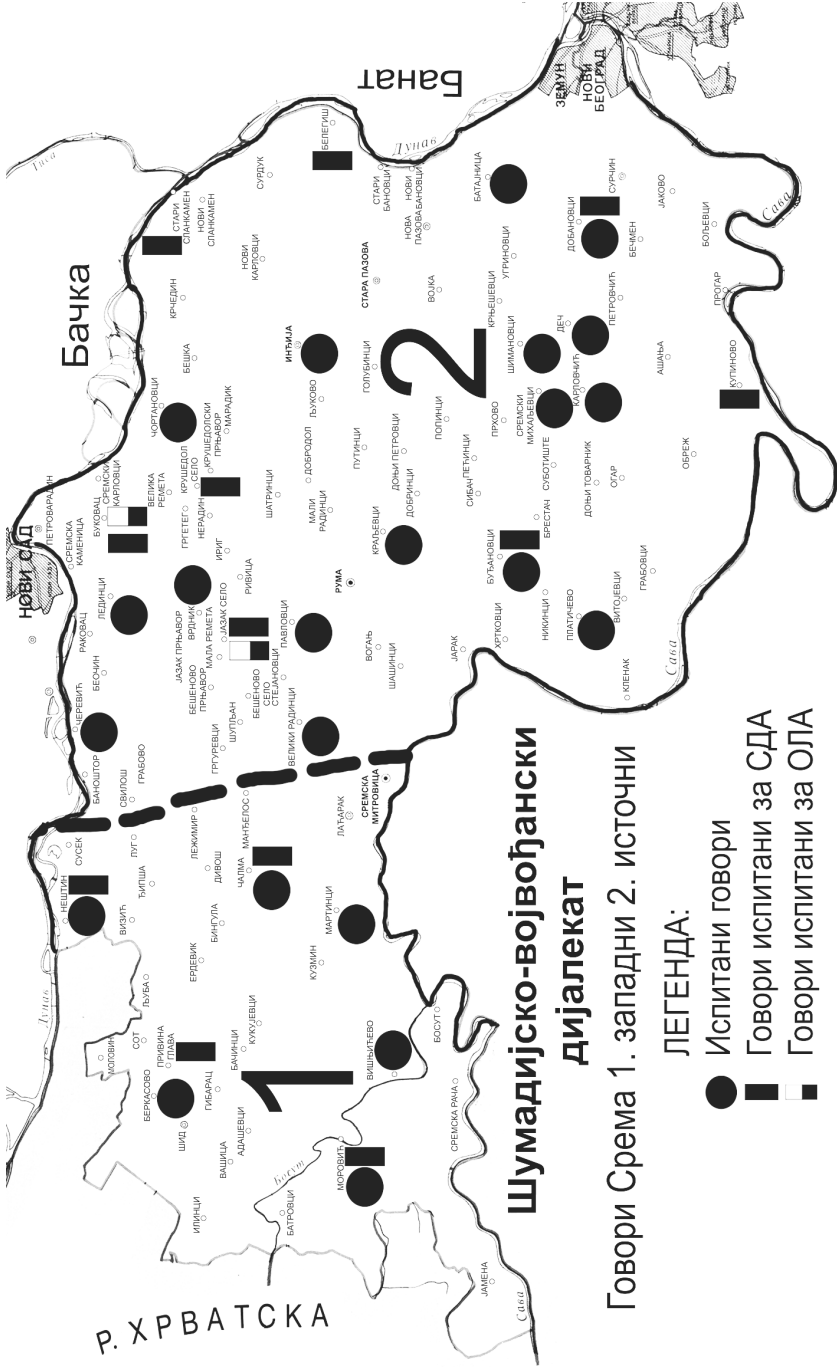 Бачка
Банат
Р. ХРВАТСКА
Тиса
Дунав
Дунав
Сава
Сава
Сава
Босут
НОВИ САД
ПЕТРОВАРАДИН
СРЕМСКА
КАМЕНИЦА
БУКОВАЦ
СРЕМСКИ
КАРЛОВЦИ
ЛЕДИНЦИ
РАКОВАЦ
БЕОЧИН
ЧЕРЕВИЋ
БАНОШТОР
СВИЛОШ
ГРАБОВО
СУСЕК
ЛУГ
НЕШТИН
ВИЗИЋ
ЂИПША
ЉУБА
СОТ
МОЛОВИН
ПРИВИНА
ГЛАВА
БЕРКАСОВО
ШИД
ГИБАРАЦ
ВАШИЦА
АДАШЕВЦИ
ИЛИНЦИ
БАТРОВЦИ
БАЧИНЦИ
КУКУЈЕВЦИ
ЕРДЕВИК
БИНГУЛА
ДИВОШ
ЛЕЖИМИР
МАНЂЕЛОС
ЧАЛМА
МАРТИНЦИ
КУЗМИН
ЛАЋАРАК
СРЕМСКА
МИТРОВИЦА
ВИШЊИЋЕВО
МОРОВИЋ
БОСУТ
СРЕМСКА РАЧА
ЈАМЕНА
1
ВЕЛИКА
РЕМЕТА
ГРГЕТЕГ
КРУШЕДОЛ
СЕЛО
КРУШЕДОЛСКИ
ПРЊАВОР
МАРАДИК
НЕРАДИН
ИРИГ
РИВИЦА
ВРДНИК
ЈАЗАК ПРЊАВОР
МАЛА РЕМЕТА
ЈАЗАК СЕЛО
БЕШЕНОВО
ПРЊАВОР
БЕШЕНОВО
СЕЛО
СТЕЈАНОВЦИ
ШУЉАМ
ГРГУРЕВЦИ
ВЕЛИКИ РАДИНЦИ
ПАВЛОВЦИ
ШАТРИНЦИ
ДОБРОДОЛ
МАЛИ
РАДИНЦИ
ПУТИНЦИ
РУМА
ВОГАЊ
ШАШИНЦИ
ЈАРАК
КРАЉЕВЦИ
ДОЊИ ПЕТРОВЦИ
ДОБРИНЦИ
ЧОРТАНОВЦИ
БЕШКА
КРЧЕДИН
СТАРИ
СЛАНКАМЕН
НОВИ
СЛАНКАМЕН
СУРДУК
БЕЛЕГИШ
НОВИ
КАРЛОВЦИ
ИНЂИЈА
ЉУКОВО
ГОЛУБИНЦИ
СТАРА ПАЗОВА
НОВА
ПАЗОВА
СТАРИ
БАНОВЦИ
НОВИ
БАНОВЦИ
ВОЈКА
БАТАЈНИЦА
ЗЕМУН
НОВИ
БЕОГРАД
2
ПОПИНЦИ
ПРХОВО
СИБАЧ
ПЕЋИНЦИ
КРЊЕШЕВЦИ
УГРИНОВЦИ
ШИМАНОВЦИ
СРЕМСКИ
МИХАЉЕВЦИ
КАРЛОВЧИЋ
ДЕЧ
ПЕТРОВЧИЋ
ДОБАНОВЦИ
СУРЧИН
БЕЧМЕН
ЈАКОВО
БОЉЕВЦИ
ПРОГАР
АШАЊА
КУПИНОВО
ОБРЕЖ
ОГАР
ДОЊИ ТОВАРНИК
СУБОТИШТЕ
БРЕСТАЧ
БУЂАНОВЦИ
НИКИНЦИ
ХРТКОВЦИ
ПЛАТИЧЕВО
ВИТОЈЕВЦИ
ГРАБОВЦИ
КЛЕНАК
Шумадијско-војвођански
дијалекат
Говори Срема 1. западни 2. источни
ЛЕГЕНДА:
Испитани говори
Говори испитани за СДА
Говори испитани за ОЛА